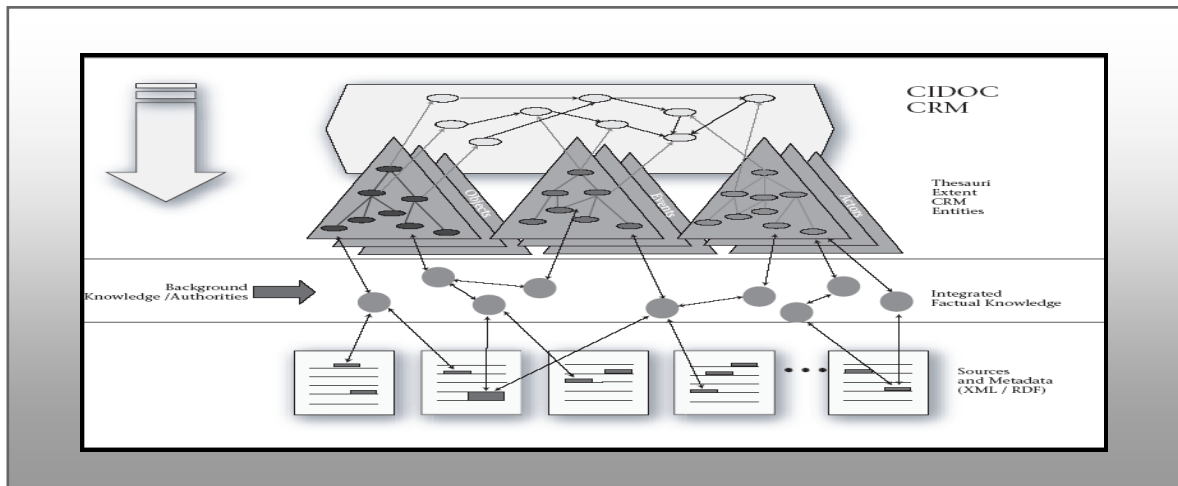 CIDOC
CRM
Objects
Events
Actors
Thesauri
Extent
CRM
Entities
Background
Knowledge /Authorities
Integrated
Factual Knowledge
Sources
and Metadata
(XML / RDF)